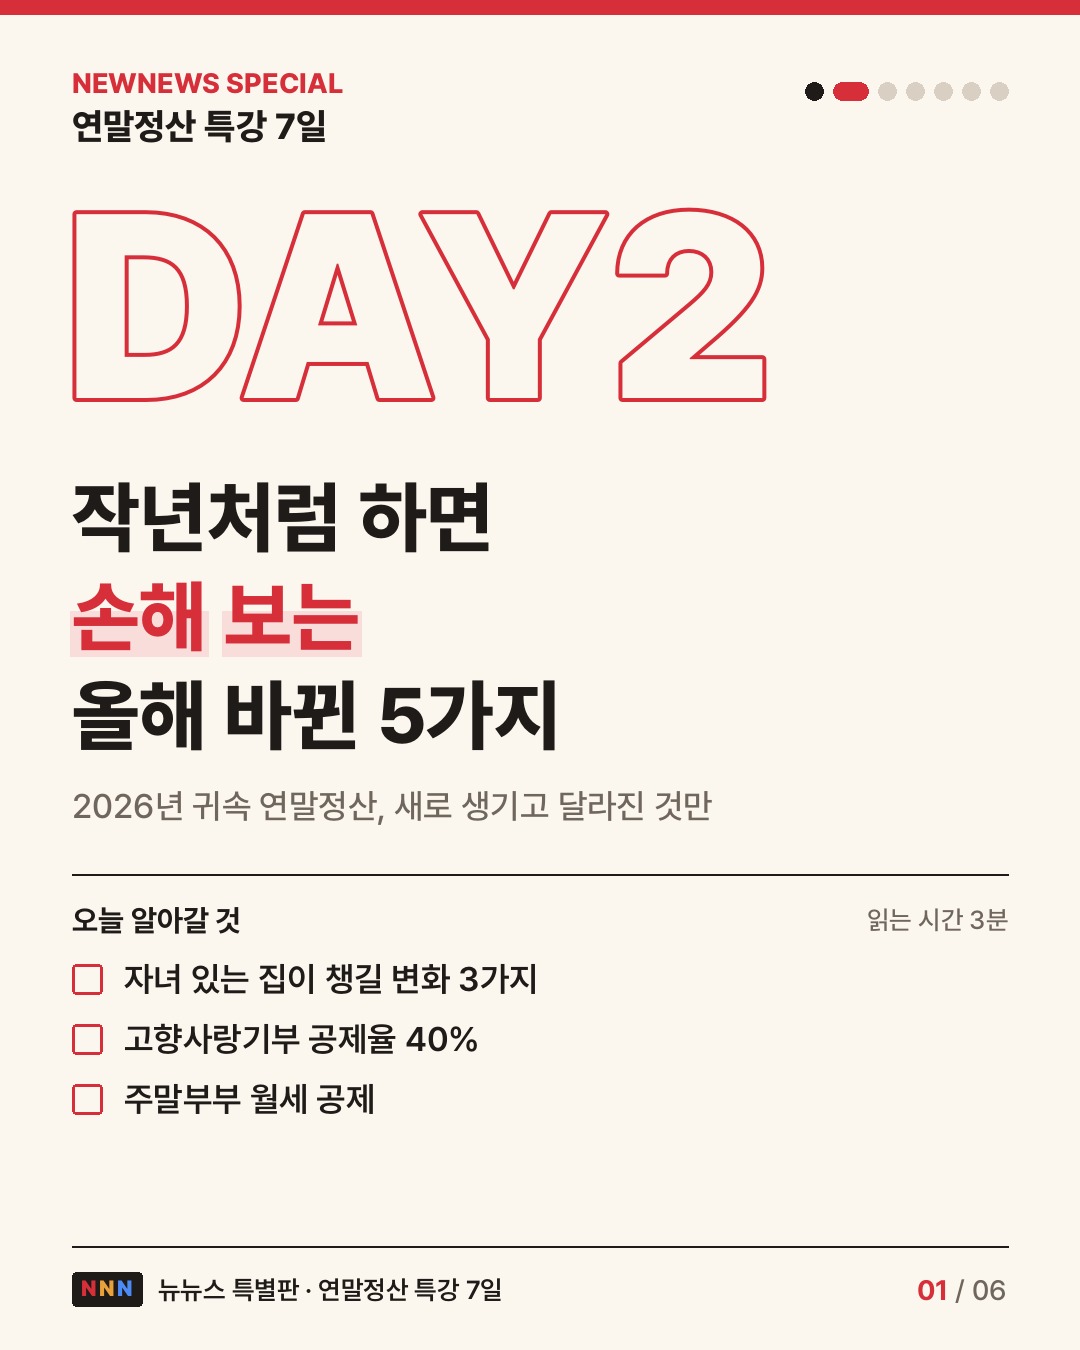 NEWNEWS SPECIAL
연말정산 특강 7일
DAY2
작년처럼 하면
손해 보는
올해 바뀐 5가지
2026년 귀속 연말정산, 새로 생기고 달라진 것만
오늘 알아갈 것
읽는 시간 3분
자녀 있는 집이 챙길 변화 3가지
고향사랑기부 공제율 40%
주말부부 월세 공제
NNN 뉴뉴스 특별판 · 연말정산 특강 7일
01 / 06